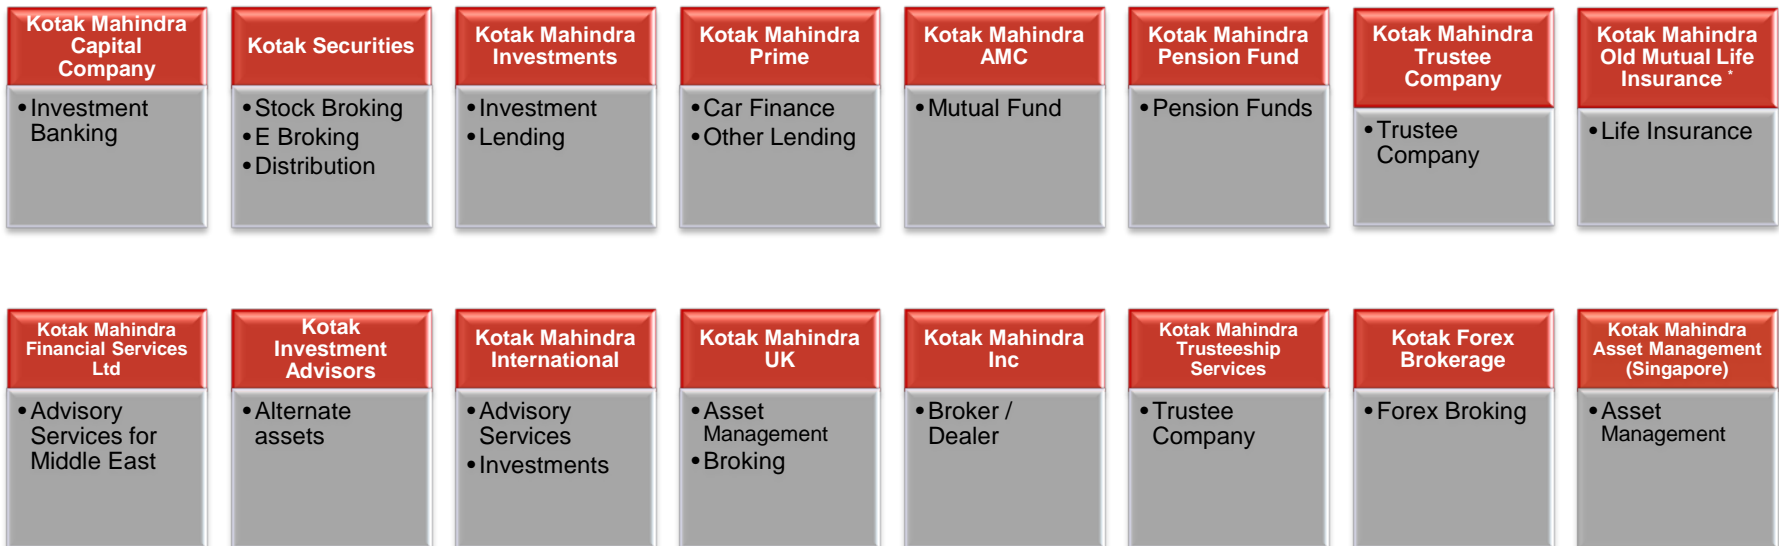 Kotak Mahindra
Capital
Company
• Investment
Banking
Kotak Securities
• Stock Broking
• E Broking
• Distribution
Kotak Mahindra
Investments
• Investment
• Lending
Kotak Mahindra
Prime
• Car Finance
• Other Lending
Kotak Mahindra
AMC
• Mutual Fund
Kotak Mahindra
Pension Fund
• Pension Funds
Kotak Mahindra
Trustee
Company
• Trustee
Company
Kotak Mahindra
Old Mutual Life
Insurance *
• Life Insurance
Kotak Mahindra
Financial Services
Ltd
• Advisory
Services for
Middle East
Kotak
Investment
Advisors
• Alternate
assets
Kotak Mahindra
International
• Advisory
Services
• Investments
Kotak Mahindra
UK
• Asset
Management
• Broking
Kotak Mahindra
Inc
• Broker /
Dealer
Kotak Mahindra
Trusteeship
Services
• Trustee
Company
Kotak Forex
Brokerage
• Forex Broking
Kotak Mahindra
Asset Management
(Singapore)
• Asset
Management